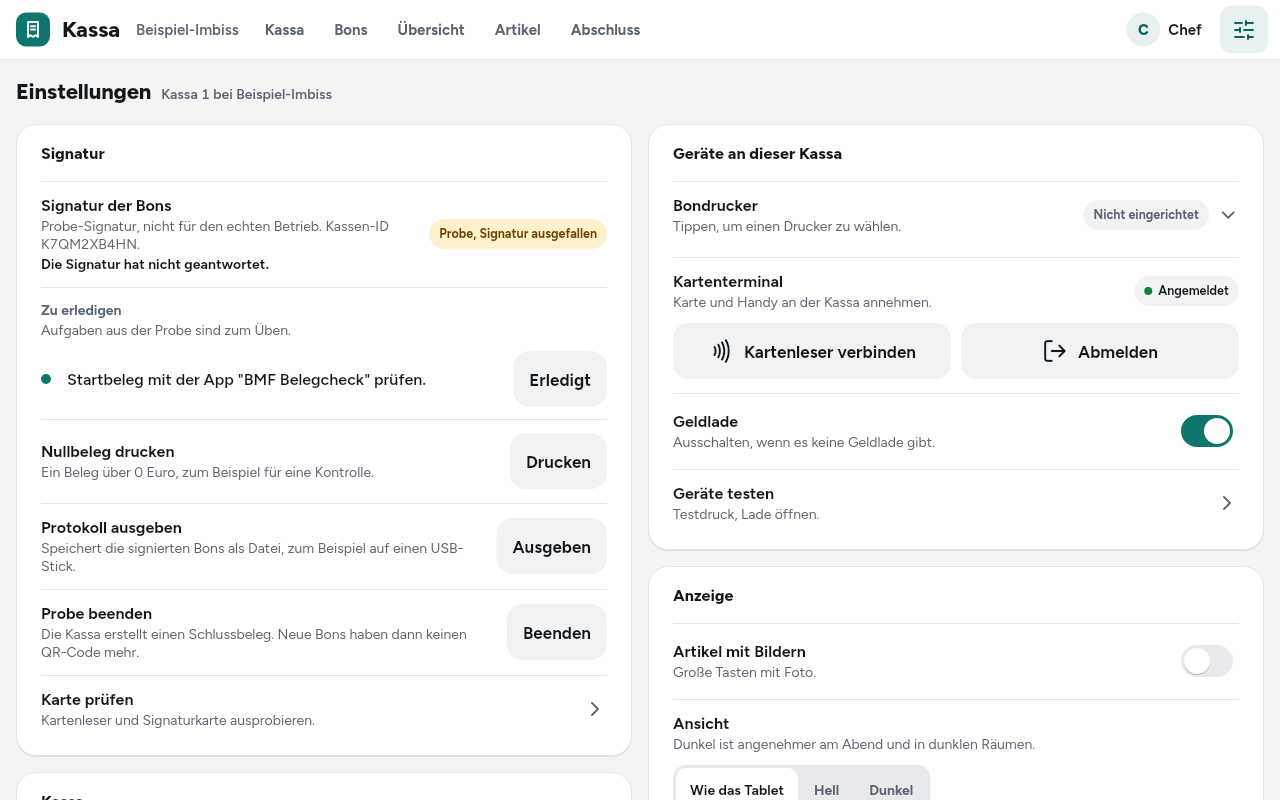 Kassa
Beispiel-Imbiss
Kassa
Bons
Übersicht
Artikel
Abschluss
C
Chef
Einstellungen
Kassa 1 bei Beispiel-Imbiss
Signatur
Signatur der Bons
Probe-Signatur, nicht für den echten Betrieb. Kassen-ID
K7QM2XB4HN.
Die Signatur hat nicht geantwortet.
Probe, Signatur ausgefallen
Zu erledigen
Aufgaben aus der Probe sind zum Üben.
Startbeleg mit der App "BMF Belegcheck" prüfen.
Erledigt
Nullbeleg drucken
Ein Beleg über 0 Euro, zum Beispiel für eine Kontrolle.
Drucken
Protokoll ausgeben
Speichert die signierten Bons als Datei, zum Beispiel auf einen USB-
Stick.
Ausgeben
Probe beenden
Die Kassa erstellt einen Schlussbeleg. Neue Bons haben dann keinen
QR-Code mehr.
Beenden
Karte prüfen
Kartenleser und Signaturkarte ausprobieren.
Kassa
Geräte an dieser Kassa
Bondrucker
Tippen, um einen Drucker zu wählen.
Nicht eingerichtet
Kartenterminal
Karte und Handy an der Kassa annehmen.
Angemeldet
Kartenleser verbinden
Abmelden
Geldlade
Ausschalten, wenn es keine Geldlade gibt.
Geräte testen
Testdruck, Lade öffnen.
Anzeige
Artikel mit Bildern
Große Tasten mit Foto.
Ansicht
Dunkel ist angenehmer am Abend und in dunklen Räumen.
Wie das Tablet
Hell
Dunkel